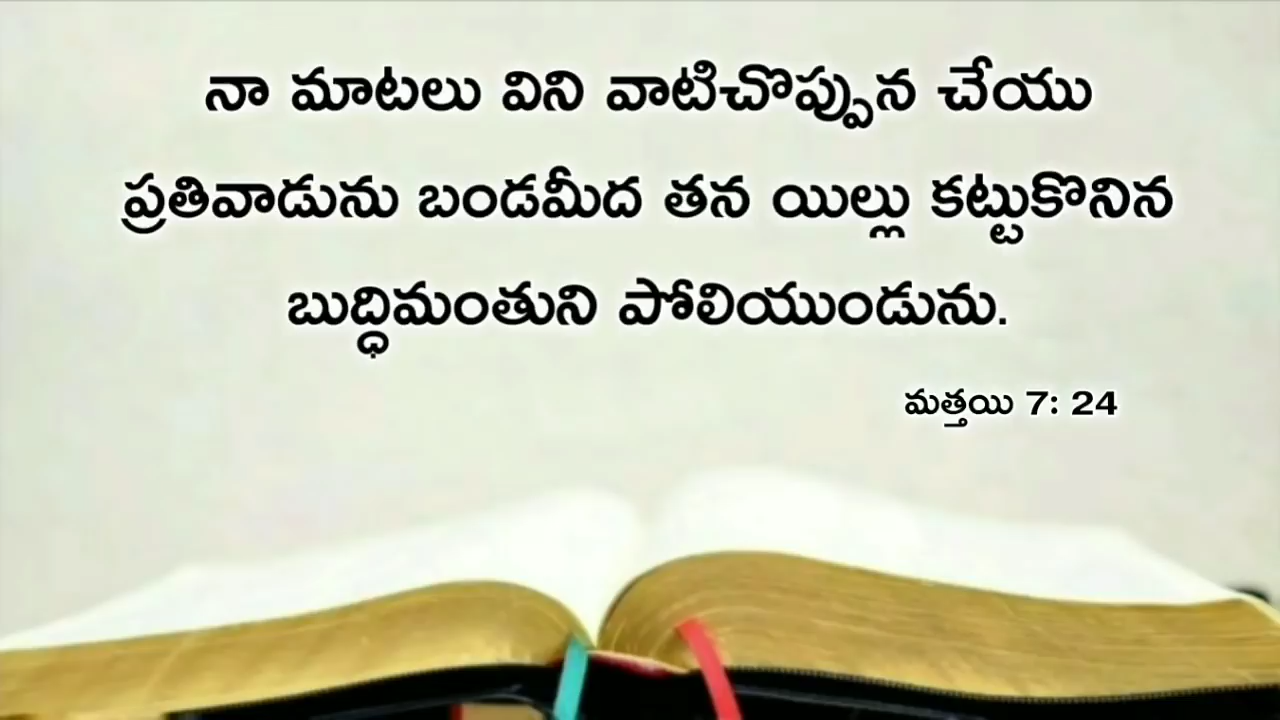 నా మాటలు విని వాటిచొప్పున చేయు
ప్రతివాడును బండమీద తన యిల్లు కట్టుకొనిన
బుద్ధిమంతుని పోలియుండును.
మత్తయి 7: 24